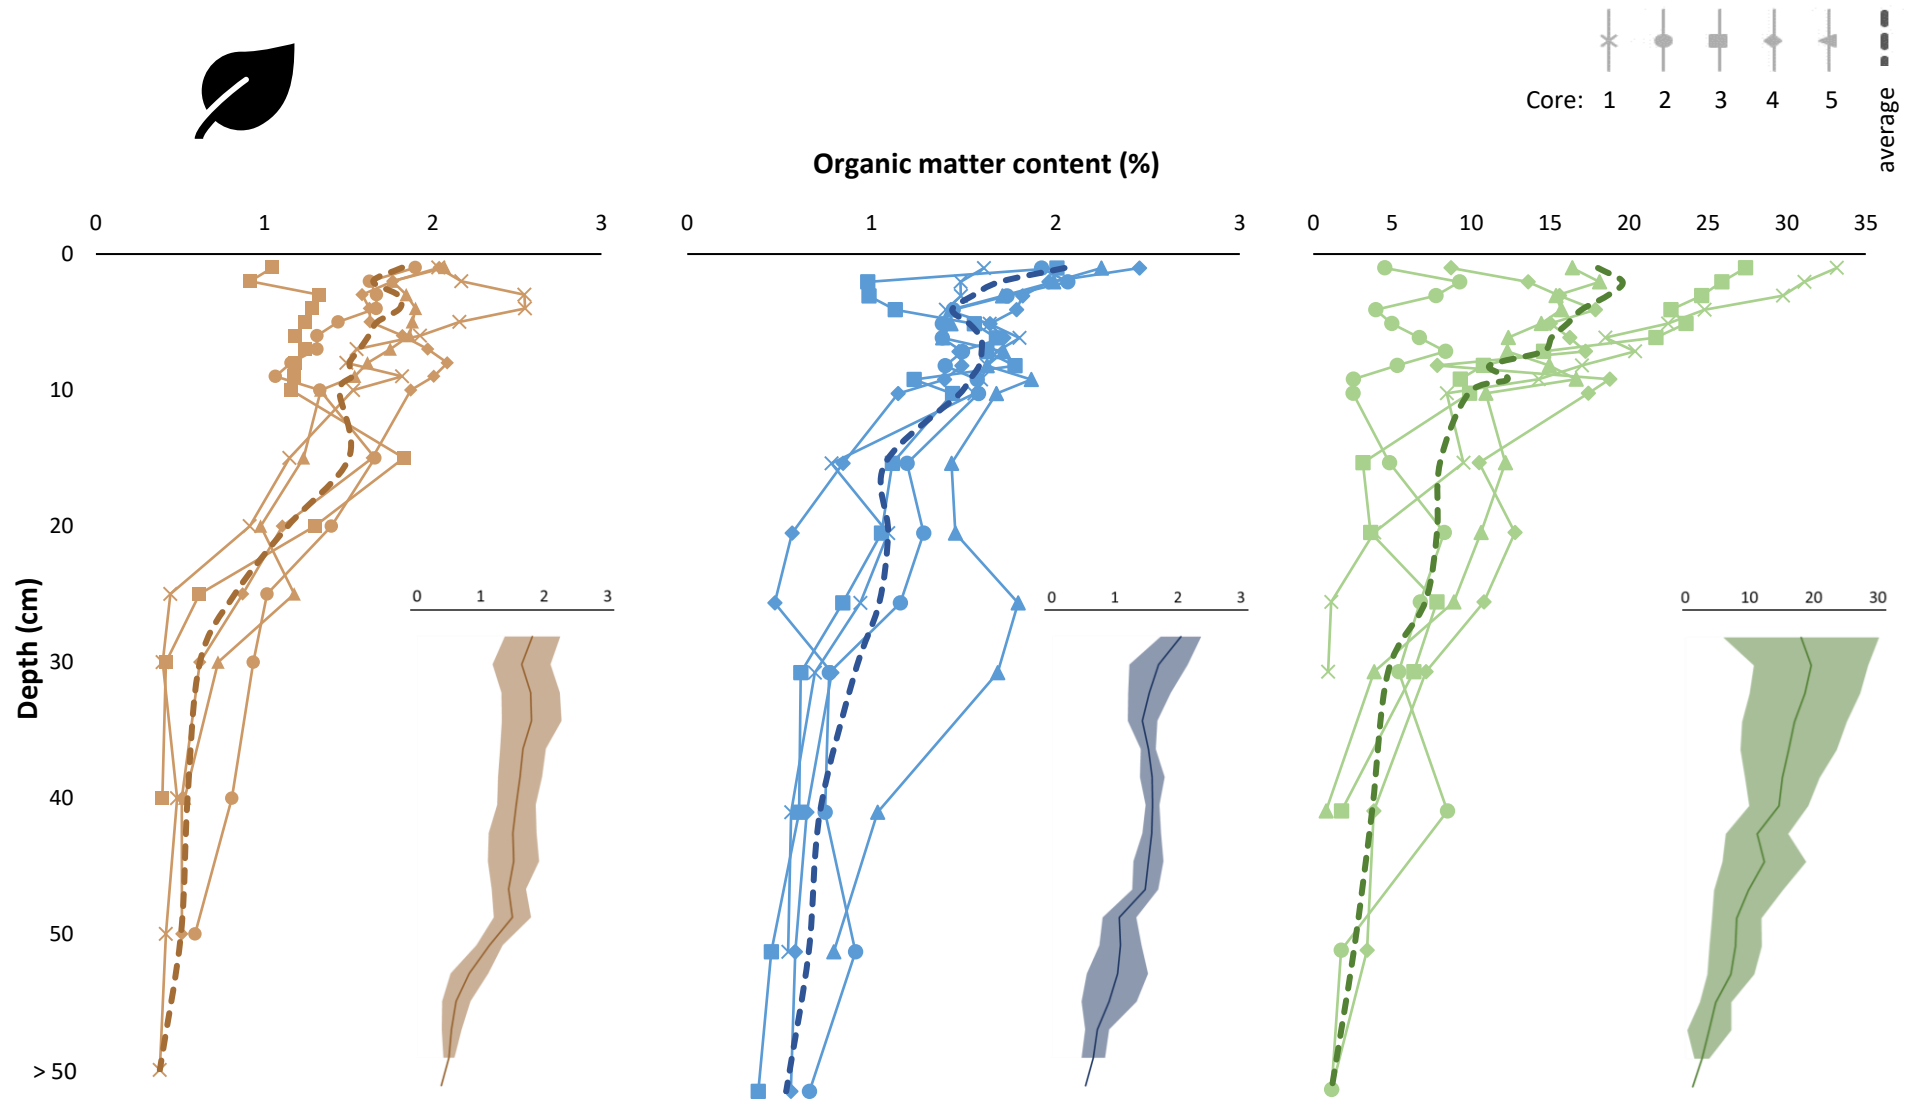 Core: 1 2 3 4 5
average
Organic matter content (%)
0 1 2 3
0 1 2 3
0 5 10 15 20 25 30 35
Depth (cm)
0
10
20
30
40
50
> 50
0 1 2 3
0 1 2 3
0 10 20 30